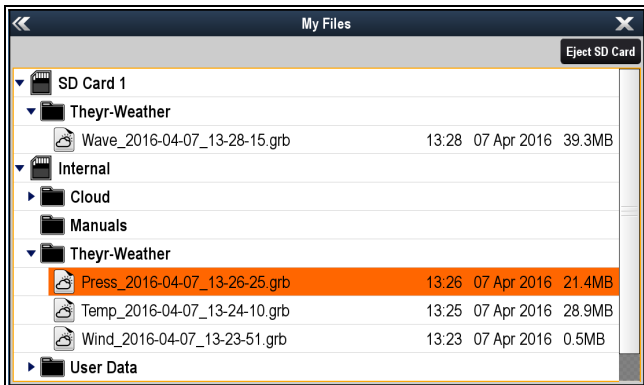 My Files
Eject SD Card
SD Card 1
Theyr-Weather
Wave_2016-04-07_13-28-15.grb 13:28 07 Apr 2016 39.3MB
Internal
Cloud
Manuals
Theyr-Weather
Press_2016-04-07_13-26-25.grb 13:26 07 Apr 2016 21.4MB
Temp_2016-04-07_13-24-10.grb 13:25 07 Apr 2016 28.9MB
Wind_2016-04-07_13-23-51.grb 13:23 07 Apr 2016 0.5MB
User Data